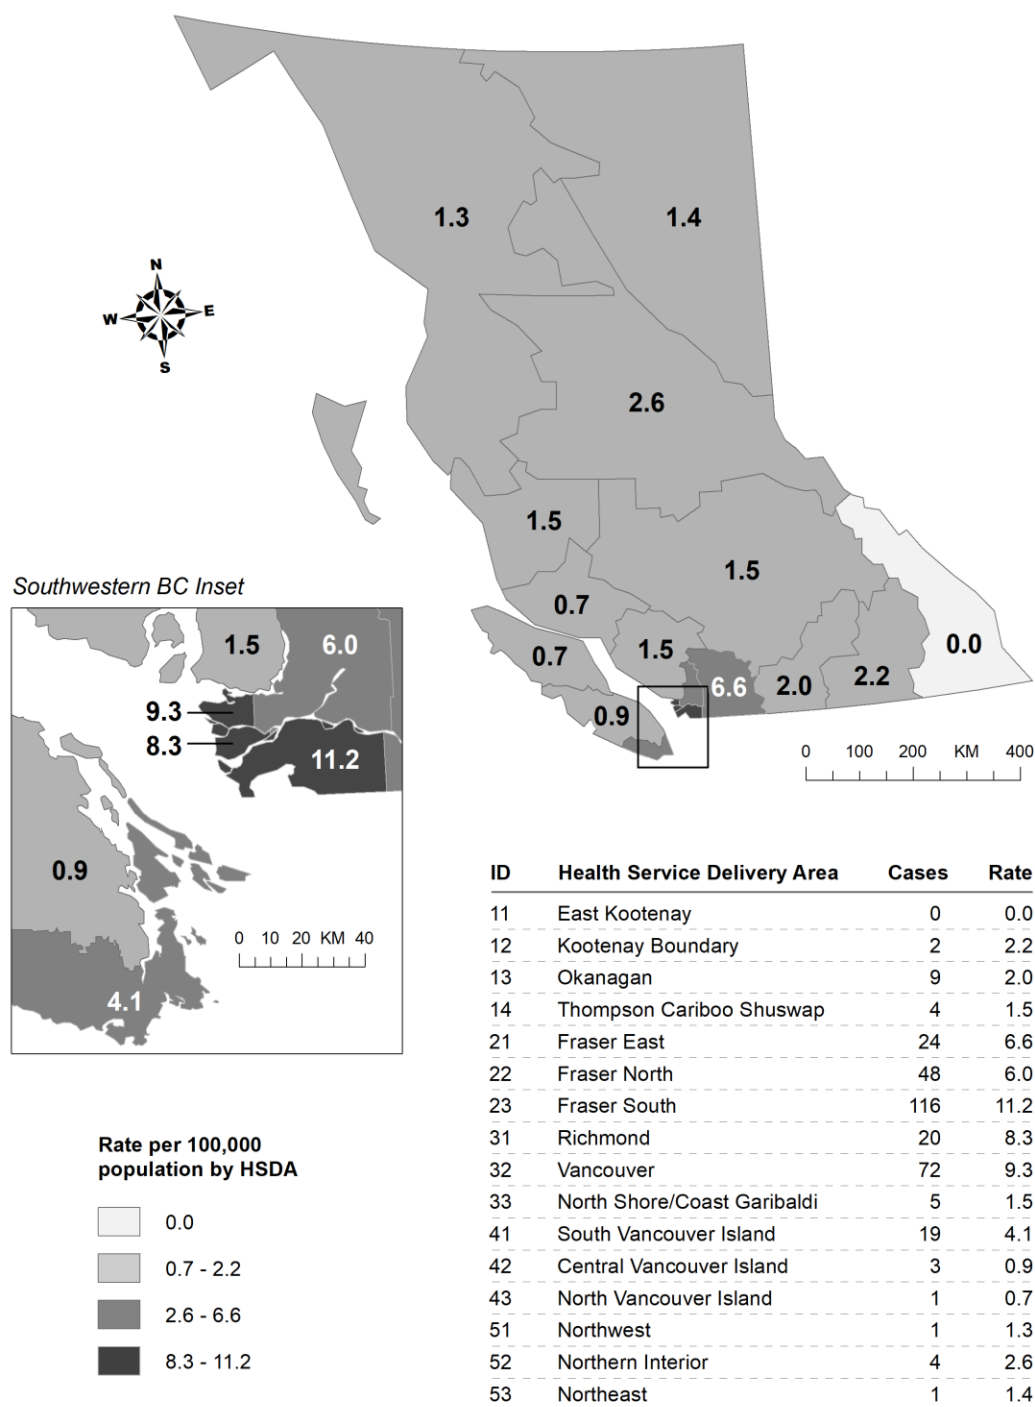 N
W E
S
1.3
1.4
2.6
1.5
1.5
0.7
0.7
1.5
0.9
6.6
2.0
2.2
0.0
0 100 200 KM 400
Southwestern BC Inset
1.5
6.0
9.3
8.3
11.2
0.9
4.1
0 10 20 KM 40
Rate per 100,000
population by HSDA
0.0
0.7 - 2.2
2.6 - 6.6
8.3 - 11.2
ID Health Service Delivery Area Cases Rate
11 East Kootenay 0 0.0
12 Kootenay Boundary 2 2.2
13 Okanagan 9 2.0
14 Thompson Cariboo Shuswap 4 1.5
21 Fraser East 24 6.6
22 Fraser North 48 6.0
23 Fraser South 116 11.2
31 Richmond 20 8.3
32 Vancouver 72 9.3
33 North Shore/Coast Garibaldi 5 1.5
41 South Vancouver Island 19 4.1
42 Central Vancouver Island 3 0.9
43 North Vancouver Island 1 0.7
51 Northwest 1 1.3
52 Northern Interior 4 2.6
53 Northeast 1 1.4